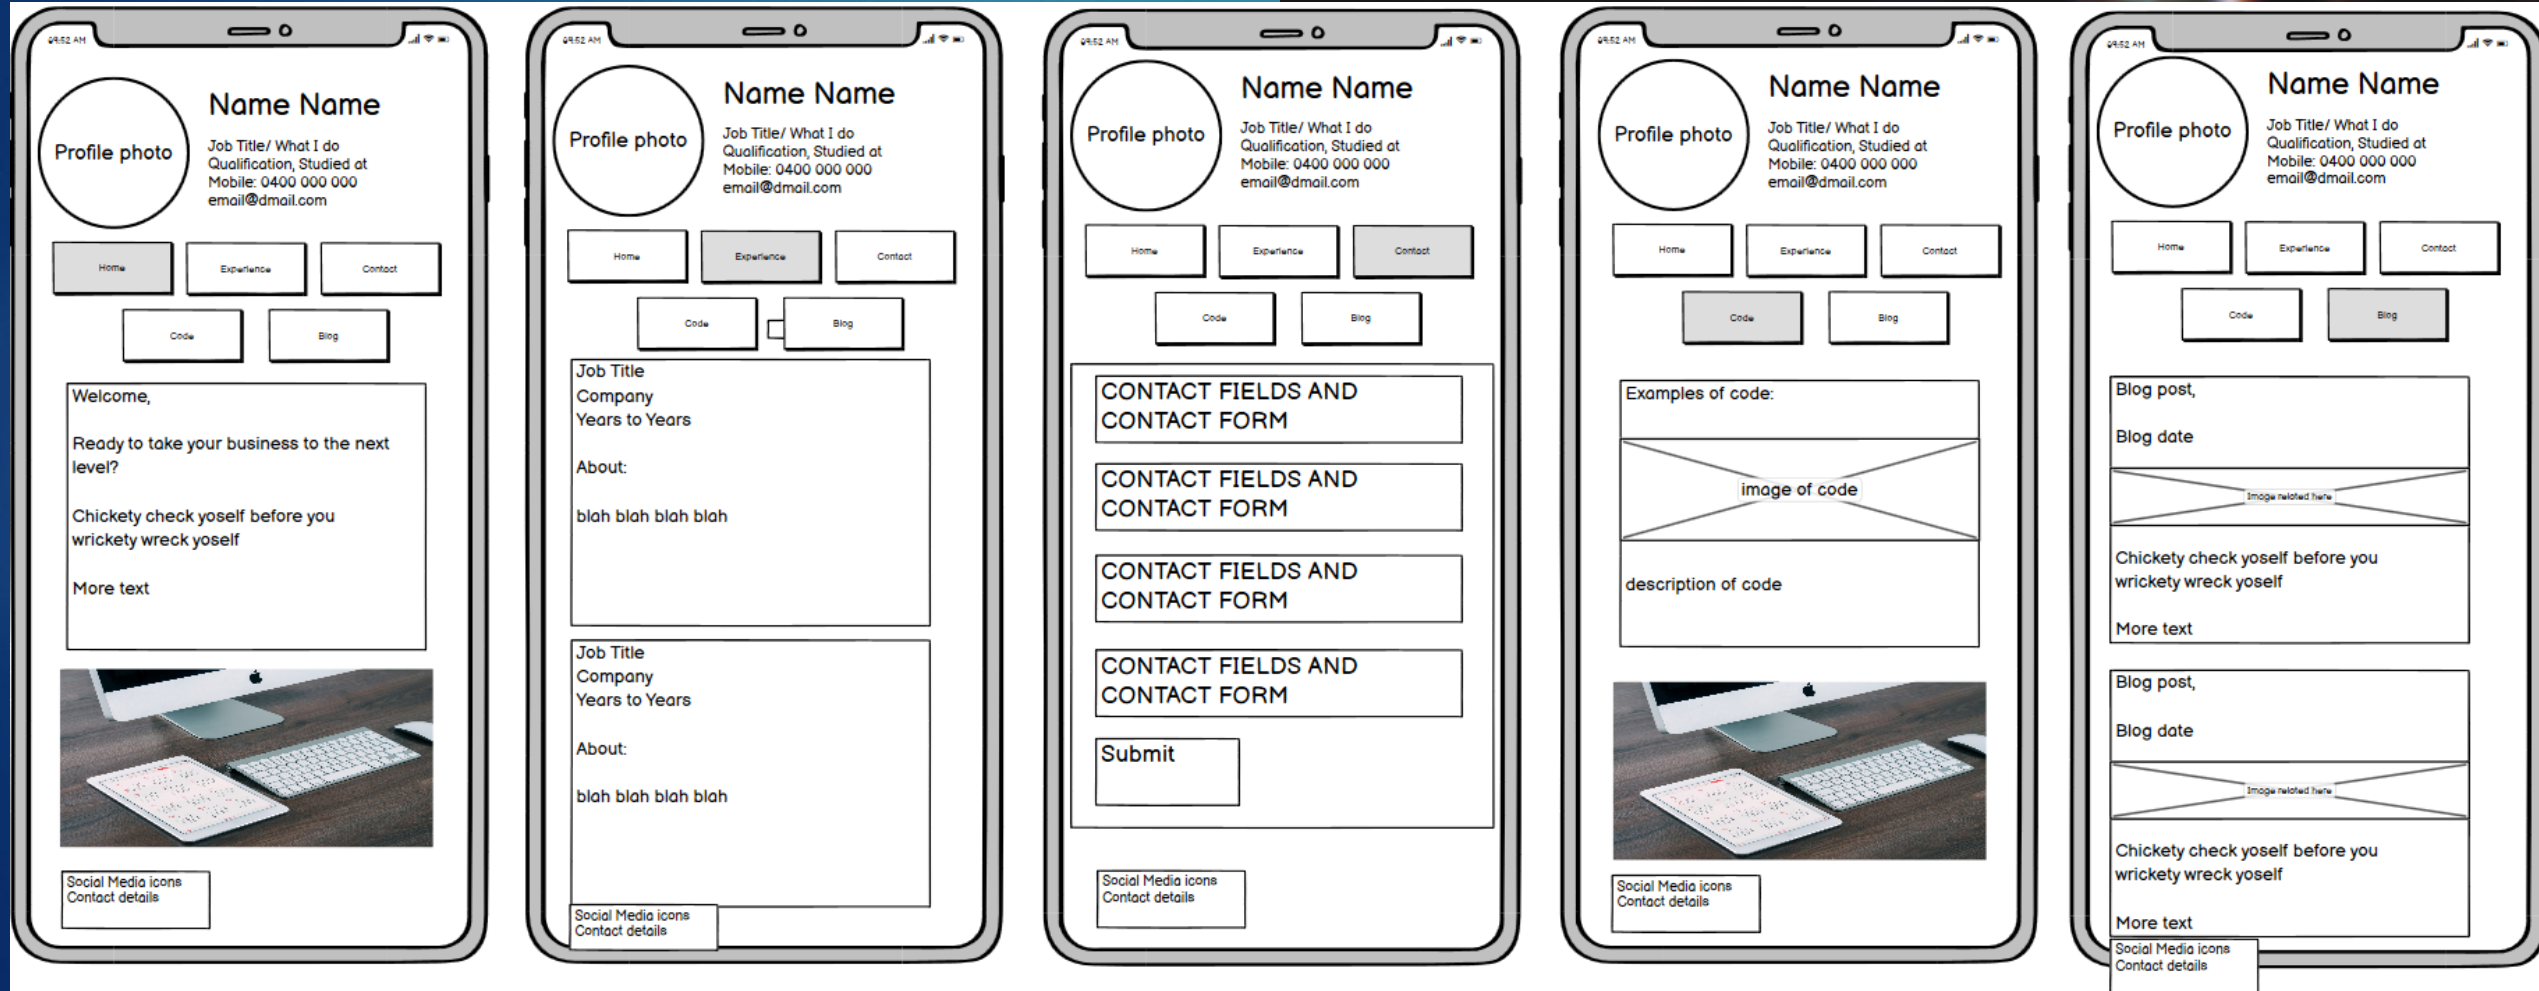 09:52 AM
Profile photo
Name Name
Job Title/ What I do
Qualification, Studied at
Mobile: 0400 000 000
email@dmail.com
Home
Experience
Contact
Code
Blog
Welcome,
Ready to take your business to the next
level?
Chickety check yoself before you
wrickety wreck yoself
More text
Social Media icons
Contact details
09:52 AM
Profile photo
Name Name
Job Title/ What I do
Qualification, Studied at
Mobile: 0400 000 000
email@dmail.com
Home
Experience
Contact
Code
Blog
Job Title
Company
Years to Years
About:
blah blah blah blah
Job Title
Company
Years to Years
About:
blah blah blah blah
Social Media icons
Contact details
09:52 AM
Profile photo
Name Name
Job Title/ What I do
Qualification, Studied at
Mobile: 0400 000 000
email@dmail.com
Home
Experience
Contact
Code
Blog
CONTACT FIELDS AND
CONTACT FORM
CONTACT FIELDS AND
CONTACT FORM
CONTACT FIELDS AND
CONTACT FORM
CONTACT FIELDS AND
CONTACT FORM
Submit
Social Media icons
Contact details
09:52 AM
Profile photo
Name Name
Job Title/ What I do
Qualification, Studied at
Mobile: 0400 000 000
email@dmail.com
Home
Experience
Contact
Code
Blog
Examples of code:
image of code
description of code
Social Media icons
Contact details
09:52 AM
Profile photo
Name Name
Job Title/ What I do
Qualification, Studied at
Mobile: 0400 000 000
email@dmail.com
Home
Experience
Contact
Code
Blog
Blog post,
Blog date
Image related here
Chickety check yoself before you
wrickety wreck yoself
More text
Blog post,
Blog date
Image related here
Chickety check yoself before you
wrickety wreck yoself
More text
Social Media icons
Contact details